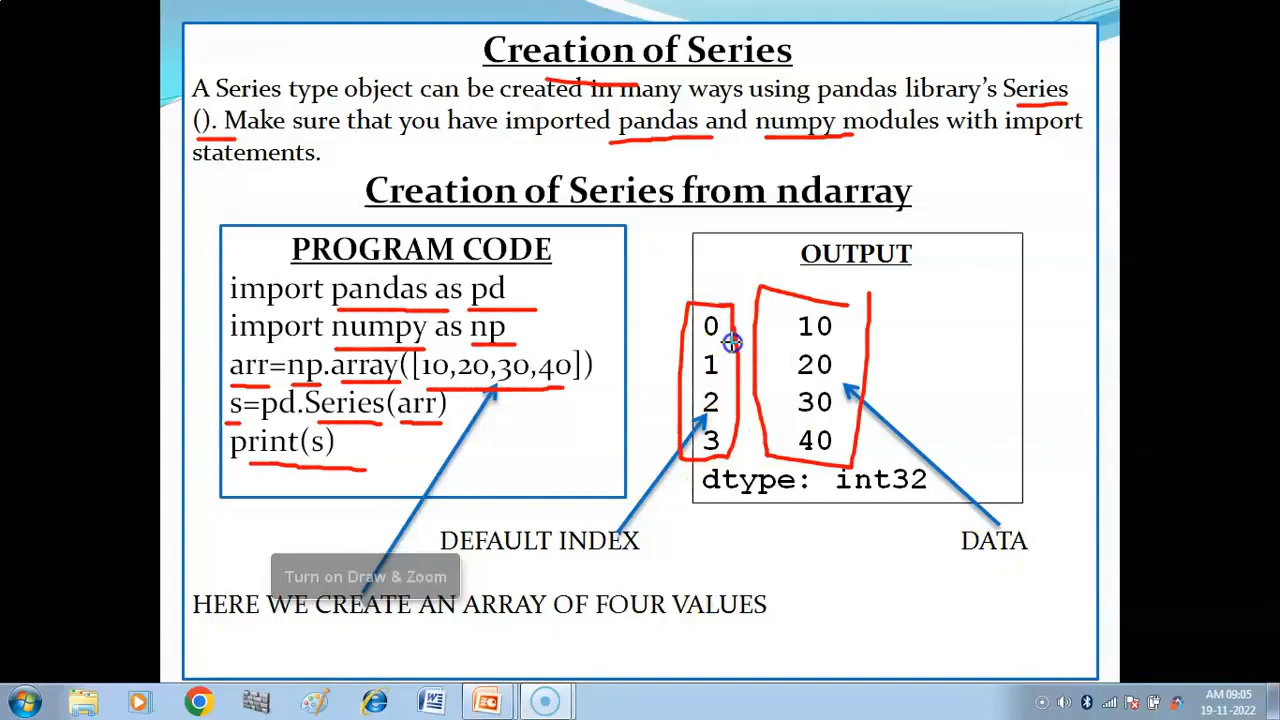 Creation of Series
A Series type object can be created in many ways using pandas library's Series
(). Make sure that you have imported pandas and numpy modules with import
statements.
Creation of Series from ndarray
PROGRAM CODE
import pandas as pd
import numpy as np
arr=np.array([10,20,30,40])
s=pd.Series(arr)
print(s)
OUTPUT
0 10
1 20
2 30
3 40
dtype: int32
DEFAULT INDEX
DATA
Turn on Draw & Zoom
HERE WE CREATE AN ARRAY OF FOUR VALUES
AM 09:05
19-11-2022